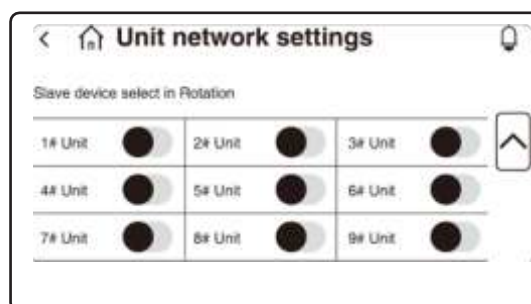 Unit network settings
Slave device select in Rotation
1# Unit 2# Unit 3# Unit
4# Unit 5# Unit 6# Unit
7# Unit 8# Unit 9# Unit